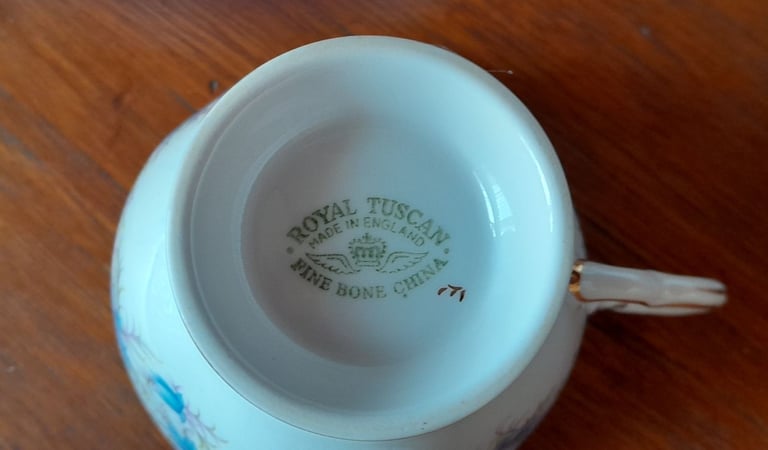 ROYAL TUSCAN
MADE IN ENGLAND
FINE BONE CHINA